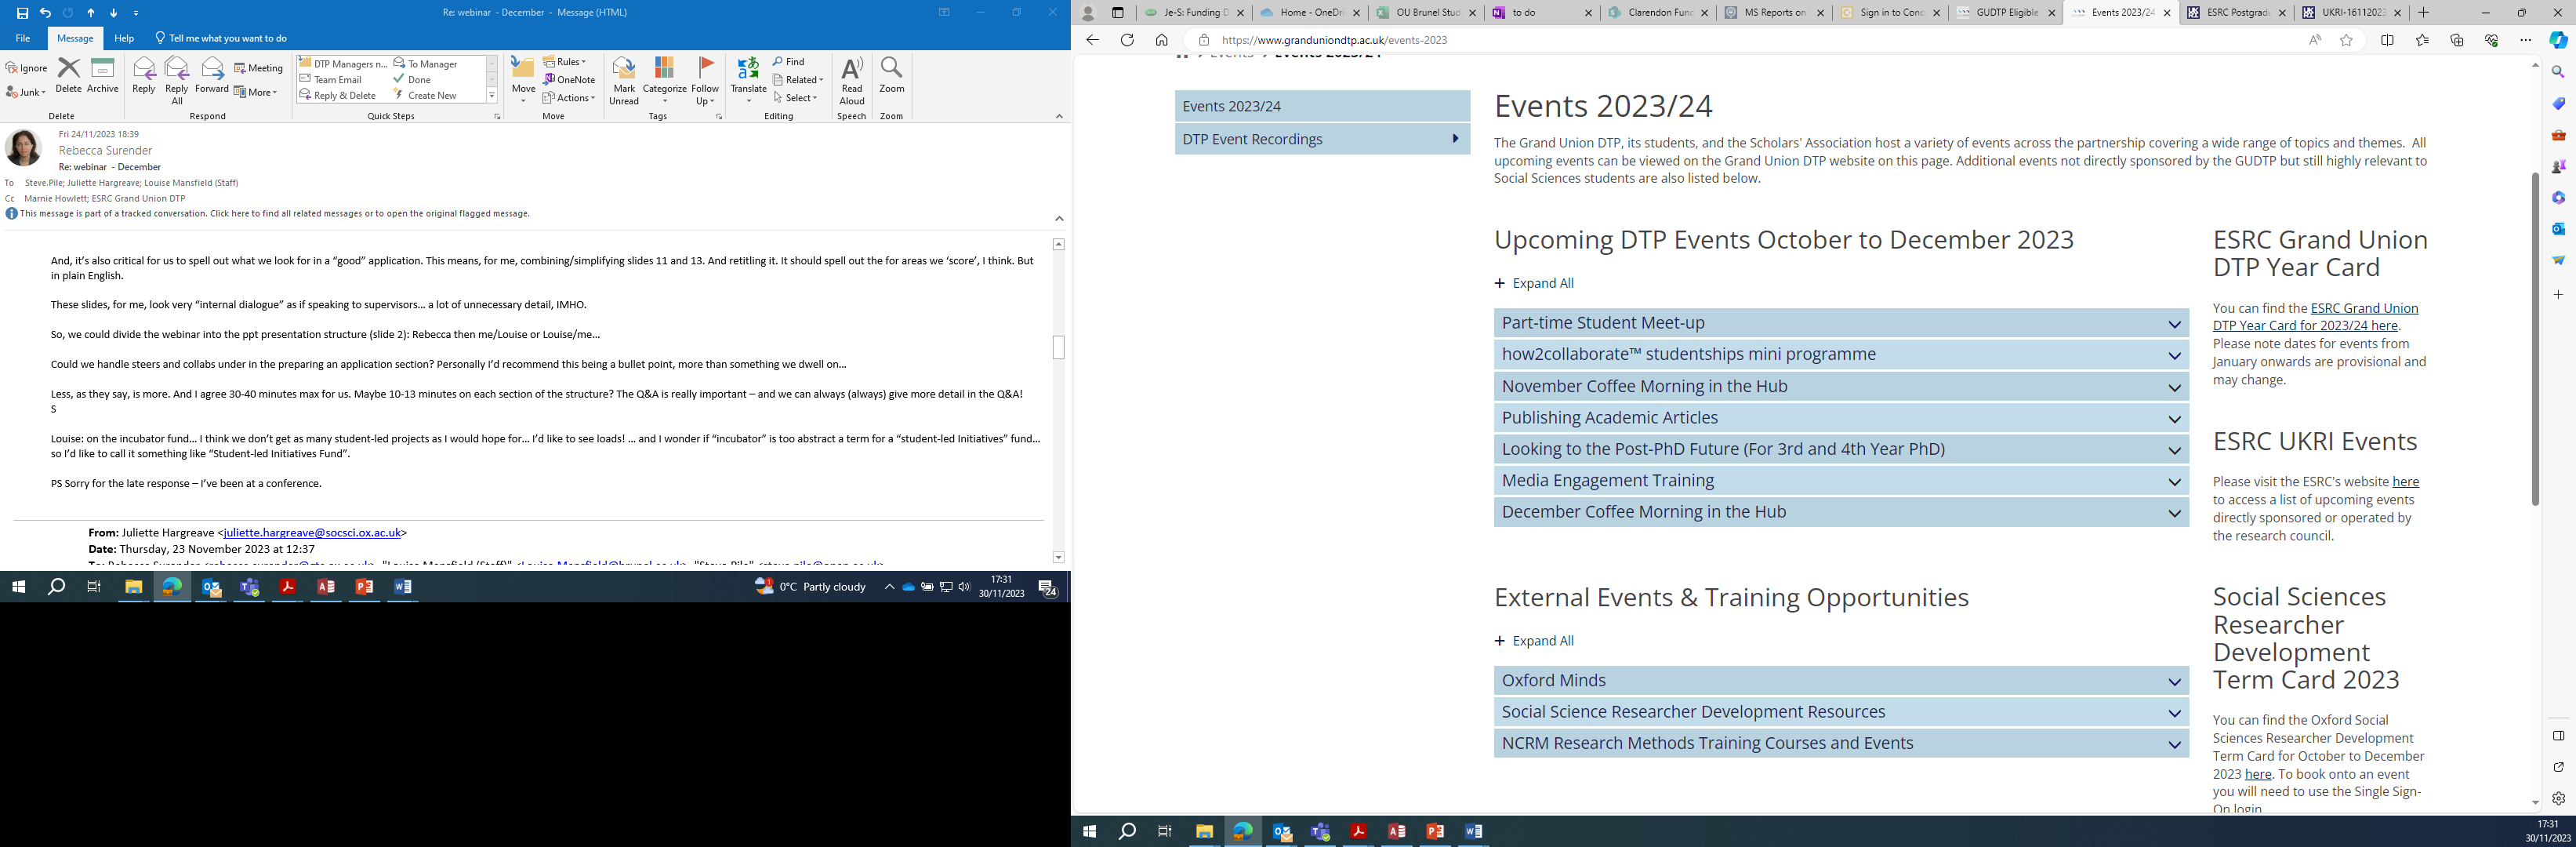 Re: webinar - December - Message (HTML)
File Message Help Tell me what you want to do
Ignore
Junk
Delete
Archive
Reply
Reply All
Forward
Meeting
More
DTP Managers n...
To Manager
Team Email
Done
Reply & Delete
Create New
Move
Rules
OneNote
Actions
Mark Unread
Categorize
Follow Up
Translate
Find
Related
Select
Read Aloud
Zoom
Delete Respond Quick Steps Move Tags Editing Speech Zoom
Fri 24/11/2023 18:39
Rebecca Surender
Re: webinar - December
To Steve.Pile; Juliette Hargreave; Louise Mansfield (Staff)
Cc Marnie Howlett; ESRC Grand Union DTP
This message is part of a tracked conversation. Click here to find all related messages or to open the original flagged message.
And, it's also critical for us to spell out what we look for in a “good” application. This means, for me, combining/simplifying slides 11 and 13. And retitling it. It should spell out the for areas we ‘score’, I think. But
in plain English.
These slides, for me, look very “internal dialogue” as if speaking to supervisors... a lot of unnecessary detail, IMHO.
So, we could divide the webinar into the ppt presentation structure (slide 2): Rebecca then me/Louise or Louise/me...
Could we handle steers and collabs under in the preparing an application section? Personally I'd recommend this being a bullet point, more than something we dwell on...
Less, as they say, is more. And I agree 30-40 minutes max for us. Maybe 10-13 minutes on each section of the structure? The Q&A is really important – and we can always (always) give more detail in the Q&A!
S
Louise: on the incubator fund... I think we don't get as many student-led projects as I would hope for... I'd like to see loads! ... and I wonder if “incubator” is too abstract a term for a “student-led Initiatives” fund...
so I'd like to call it something like “Student-led Initiatives Fund”.
PS Sorry for the late response – I've been at a conference.
From: Juliette Hargreave <juliette.hargreave@socsci.ox.ac.uk>
Date: Thursday, 23 November 2023 at 12:37
0°C Partly cloudy
17:31
30/11/2023
24
Je-S: Funding D
Home - OneDri
OU Brunel Stud
to do
Clarendon Func
MS Reports on
Sign in to Conc
GUDTP Eligible
Events 2023/24
ESRC Postgradu
UKRI-16112023
https://www.granduniondtp.ac.uk/events-2023
Events 2023/24
DTP Event Recordings
Events 2023/24
The Grand Union DTP, its students, and the Scholars' Association host a variety of events across the partnership covering a wide range of topics and themes. All
upcoming events can be viewed on the Grand Union DTP website on this page. Additional events not directly sponsored by the GUDTP but still highly relevant to
Social Sciences students are also listed below.
Upcoming DTP Events October to December 2023
+ Expand All
Part-time Student Meet-up
how2collaborate™ studentships mini programme
November Coffee Morning in the Hub
Publishing Academic Articles
Looking to the Post-PhD Future (For 3rd and 4th Year PhD)
Media Engagement Training
December Coffee Morning in the Hub
External Events & Training Opportunities
+ Expand All
Oxford Minds
Social Science Researcher Development Resources
NCRM Research Methods Training Courses and Events
ESRC Grand Union
DTP Year Card
You can find the ESRC Grand Union
DTP Year Card for 2023/24 here.
Please note dates for events from
January onwards are provisional and
may change.
ESRC UKRI Events
Please visit the ESRC's website here
to access a list of upcoming events
directly sponsored or operated by
the research council.
Social Sciences
Researcher
Development
Term Card 2023
You can find the Oxford Social
Sciences Researcher Development
Term Card for October to December
2023 here. To book onto an event
you will need to use the Single Sign-
On login
17:31
30/11/2023